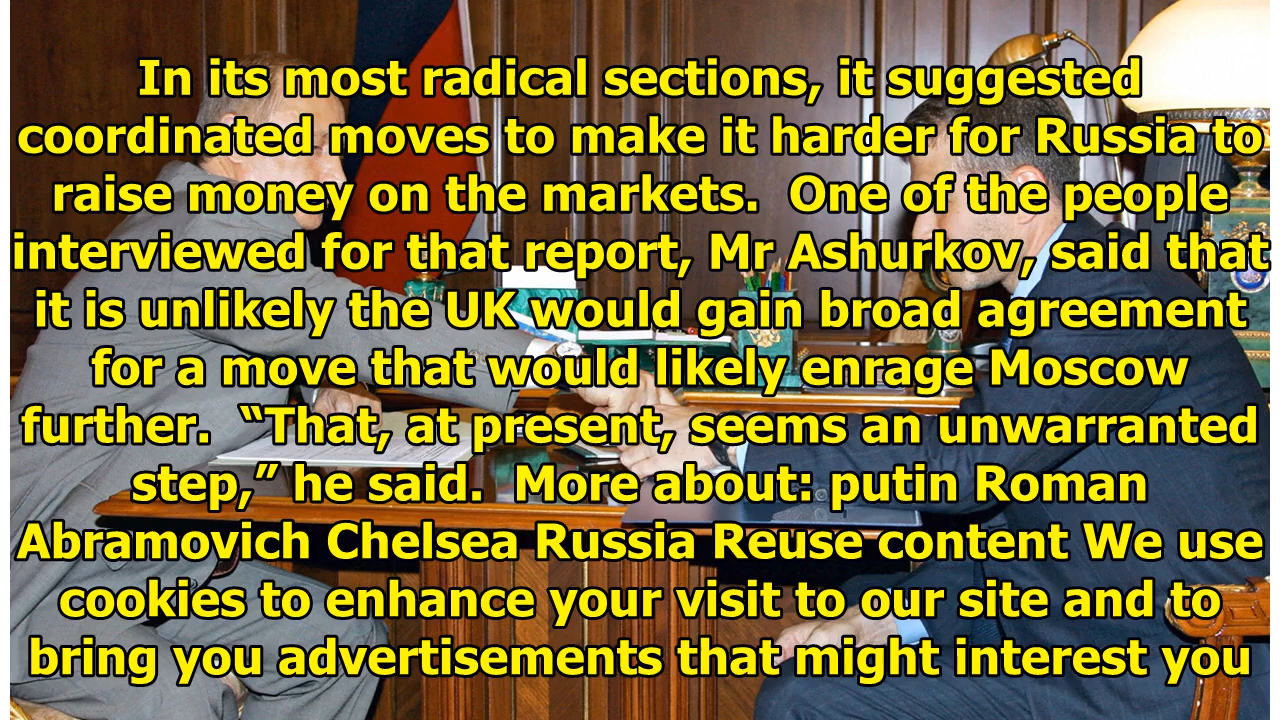 In its most radical sections, it suggested
coordinated moves to make it harder for Russia to
raise money on the markets.  One of the people
interviewed for that report, Mr Ashurkov, said that
it is unlikely the UK would gain broad agreement
for a move that would likely enrage Moscow
further.  “That, at present, seems an unwarranted
step,” he said.  More about: putin Roman
Abramovich Chelsea Russia Reuse content We use
cookies to enhance your visit to our site and to
bring you advertisements that might interest you